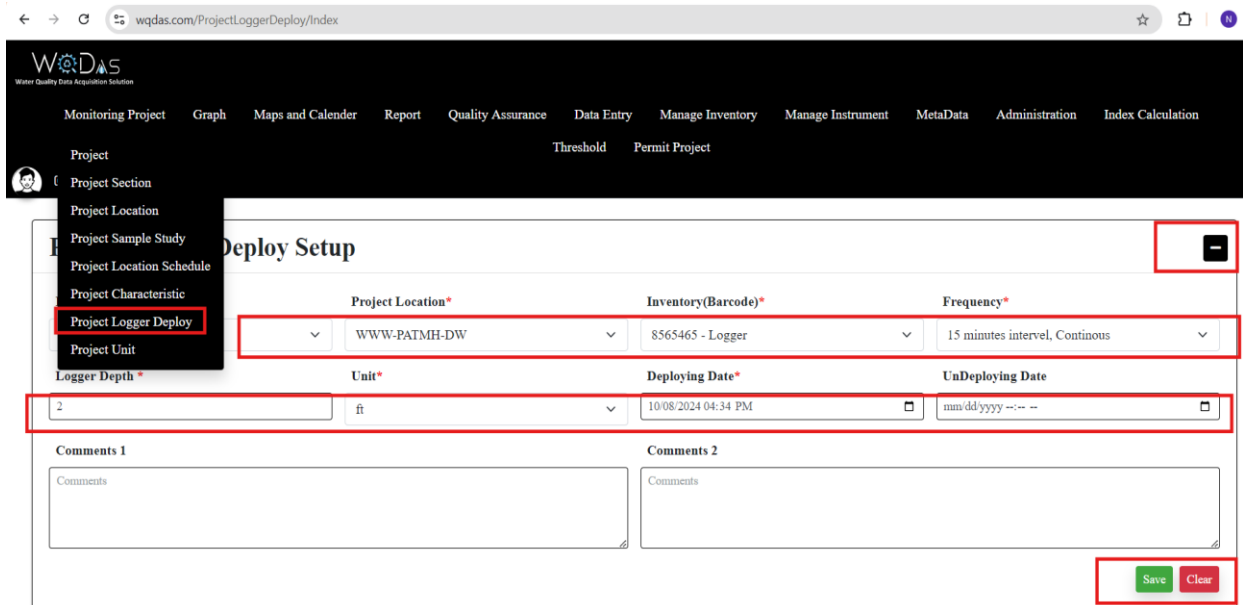 wqdas.com/ProjectLoggerDeploy/Index
N
WQDAS
Water Quality Data Acquisition Solution
Monitoring Project Graph Maps and Calender Report Quality Assurance Data Entry Manage Inventory Manage Instrument MetaData Administration Index Calculation
Threshold Permit Project
Project
Project Section
Project Location
Project Sample Study
Project Location Schedule
Project Characteristic
Project Logger Deploy
Project Unit
Deploy Setup
Project Location* Inventory(Barcode)* Frequency*
WWW-PATMH-DW 8565465 - Logger 15 minutes intervel, Continous
Logger Depth * Unit* Deploying Date* UnDeploying Date
2 ft 10/08/2024 04:34 PM mm/dd/yyyy --:-- --
Comments 1 Comments 2
Comments Comments
Save Clear